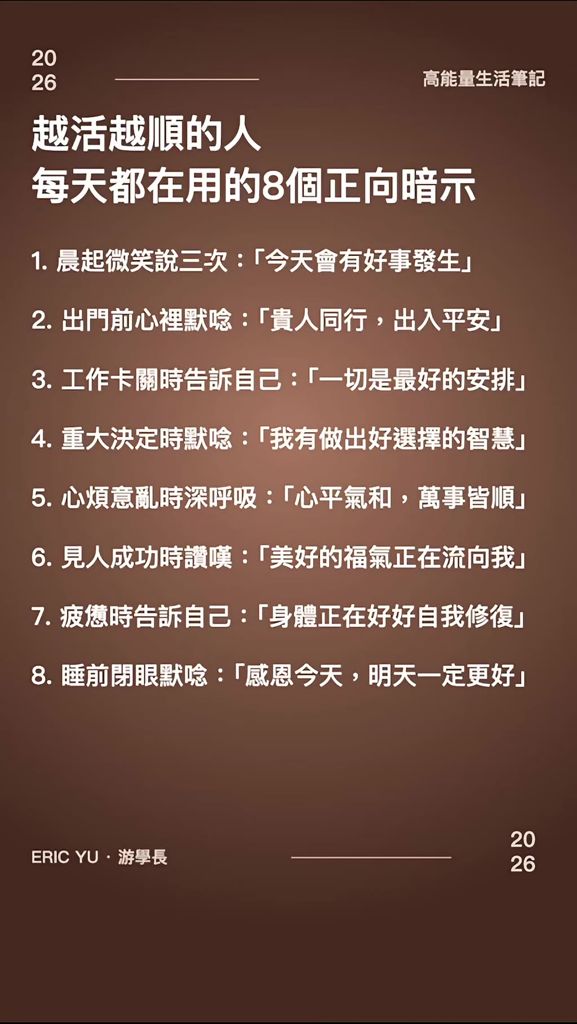 20
26
高能量生活筆記
越活越順的人
每天都在用的8個正向暗示
1. 晨起微笑說三次：「今天會有好事發生」
2. 出門前心裡默唸：「貴人同行，出入平安」
3. 工作卡關時告訴自己：「一切是最好的安排」
4. 重大決定時默唸：「我有做出好選擇的智慧」
5. 心煩意亂時深呼吸：「心平氣和，萬事皆順」
6. 見人成功時讚嘆：「美好的福氣正在流向我」
7. 疲憊時告訴自己：「身體正在好好自我修復」
8. 睡前閉眼默唸：「感恩今天，明天一定更好」
ERIC YU · 游學長
20
26